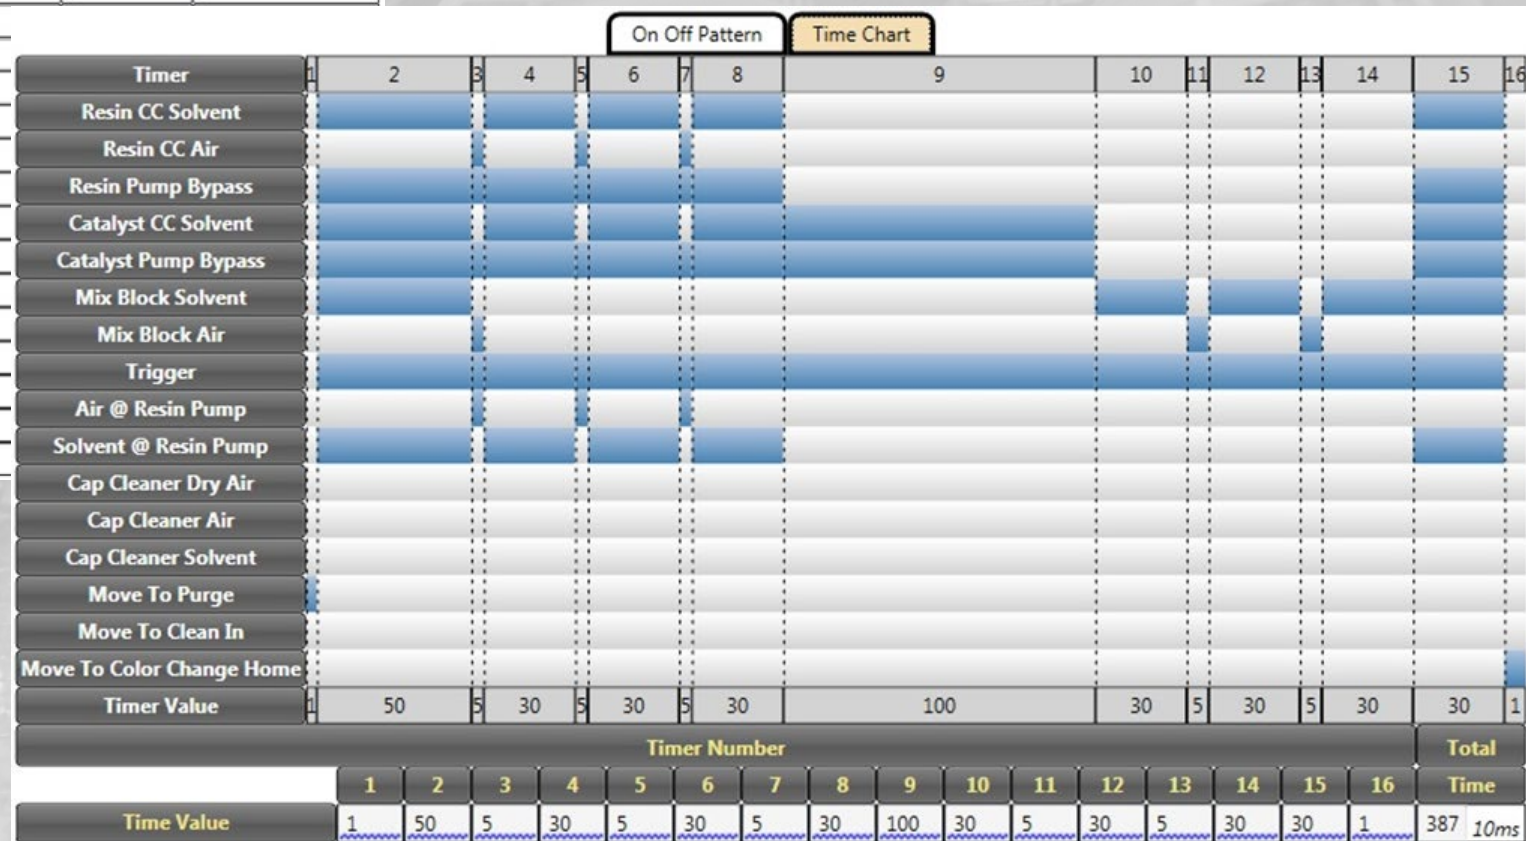 On Off Pattern Time Chart
Timer 1 2 3 4 5 6 7 8 9 10 11 12 13 14 15 16
Resin CC Solvent
Resin CC Air
Resin Pump Bypass
Catalyst CC Solvent
Catalyst Pump Bypass
Mix Block Solvent
Mix Block Air
Trigger
Air @ Resin Pump
Solvent @ Resin Pump
Cap Cleaner Dry Air
Cap Cleaner Air
Cap Cleaner Solvent
Move To Purge
Move To Clean In
Move To Color Change Home
Timer Value 1 50 5 30 5 30 5 30 100 30 5 30 5 30 30 1
Timer Number Total
1 2 3 4 5 6 7 8 9 10 11 12 13 14 15 16 Time
Time Value 1 50 5 30 5 30 5 30 100 30 5 30 5 30 30 1 387 10ms